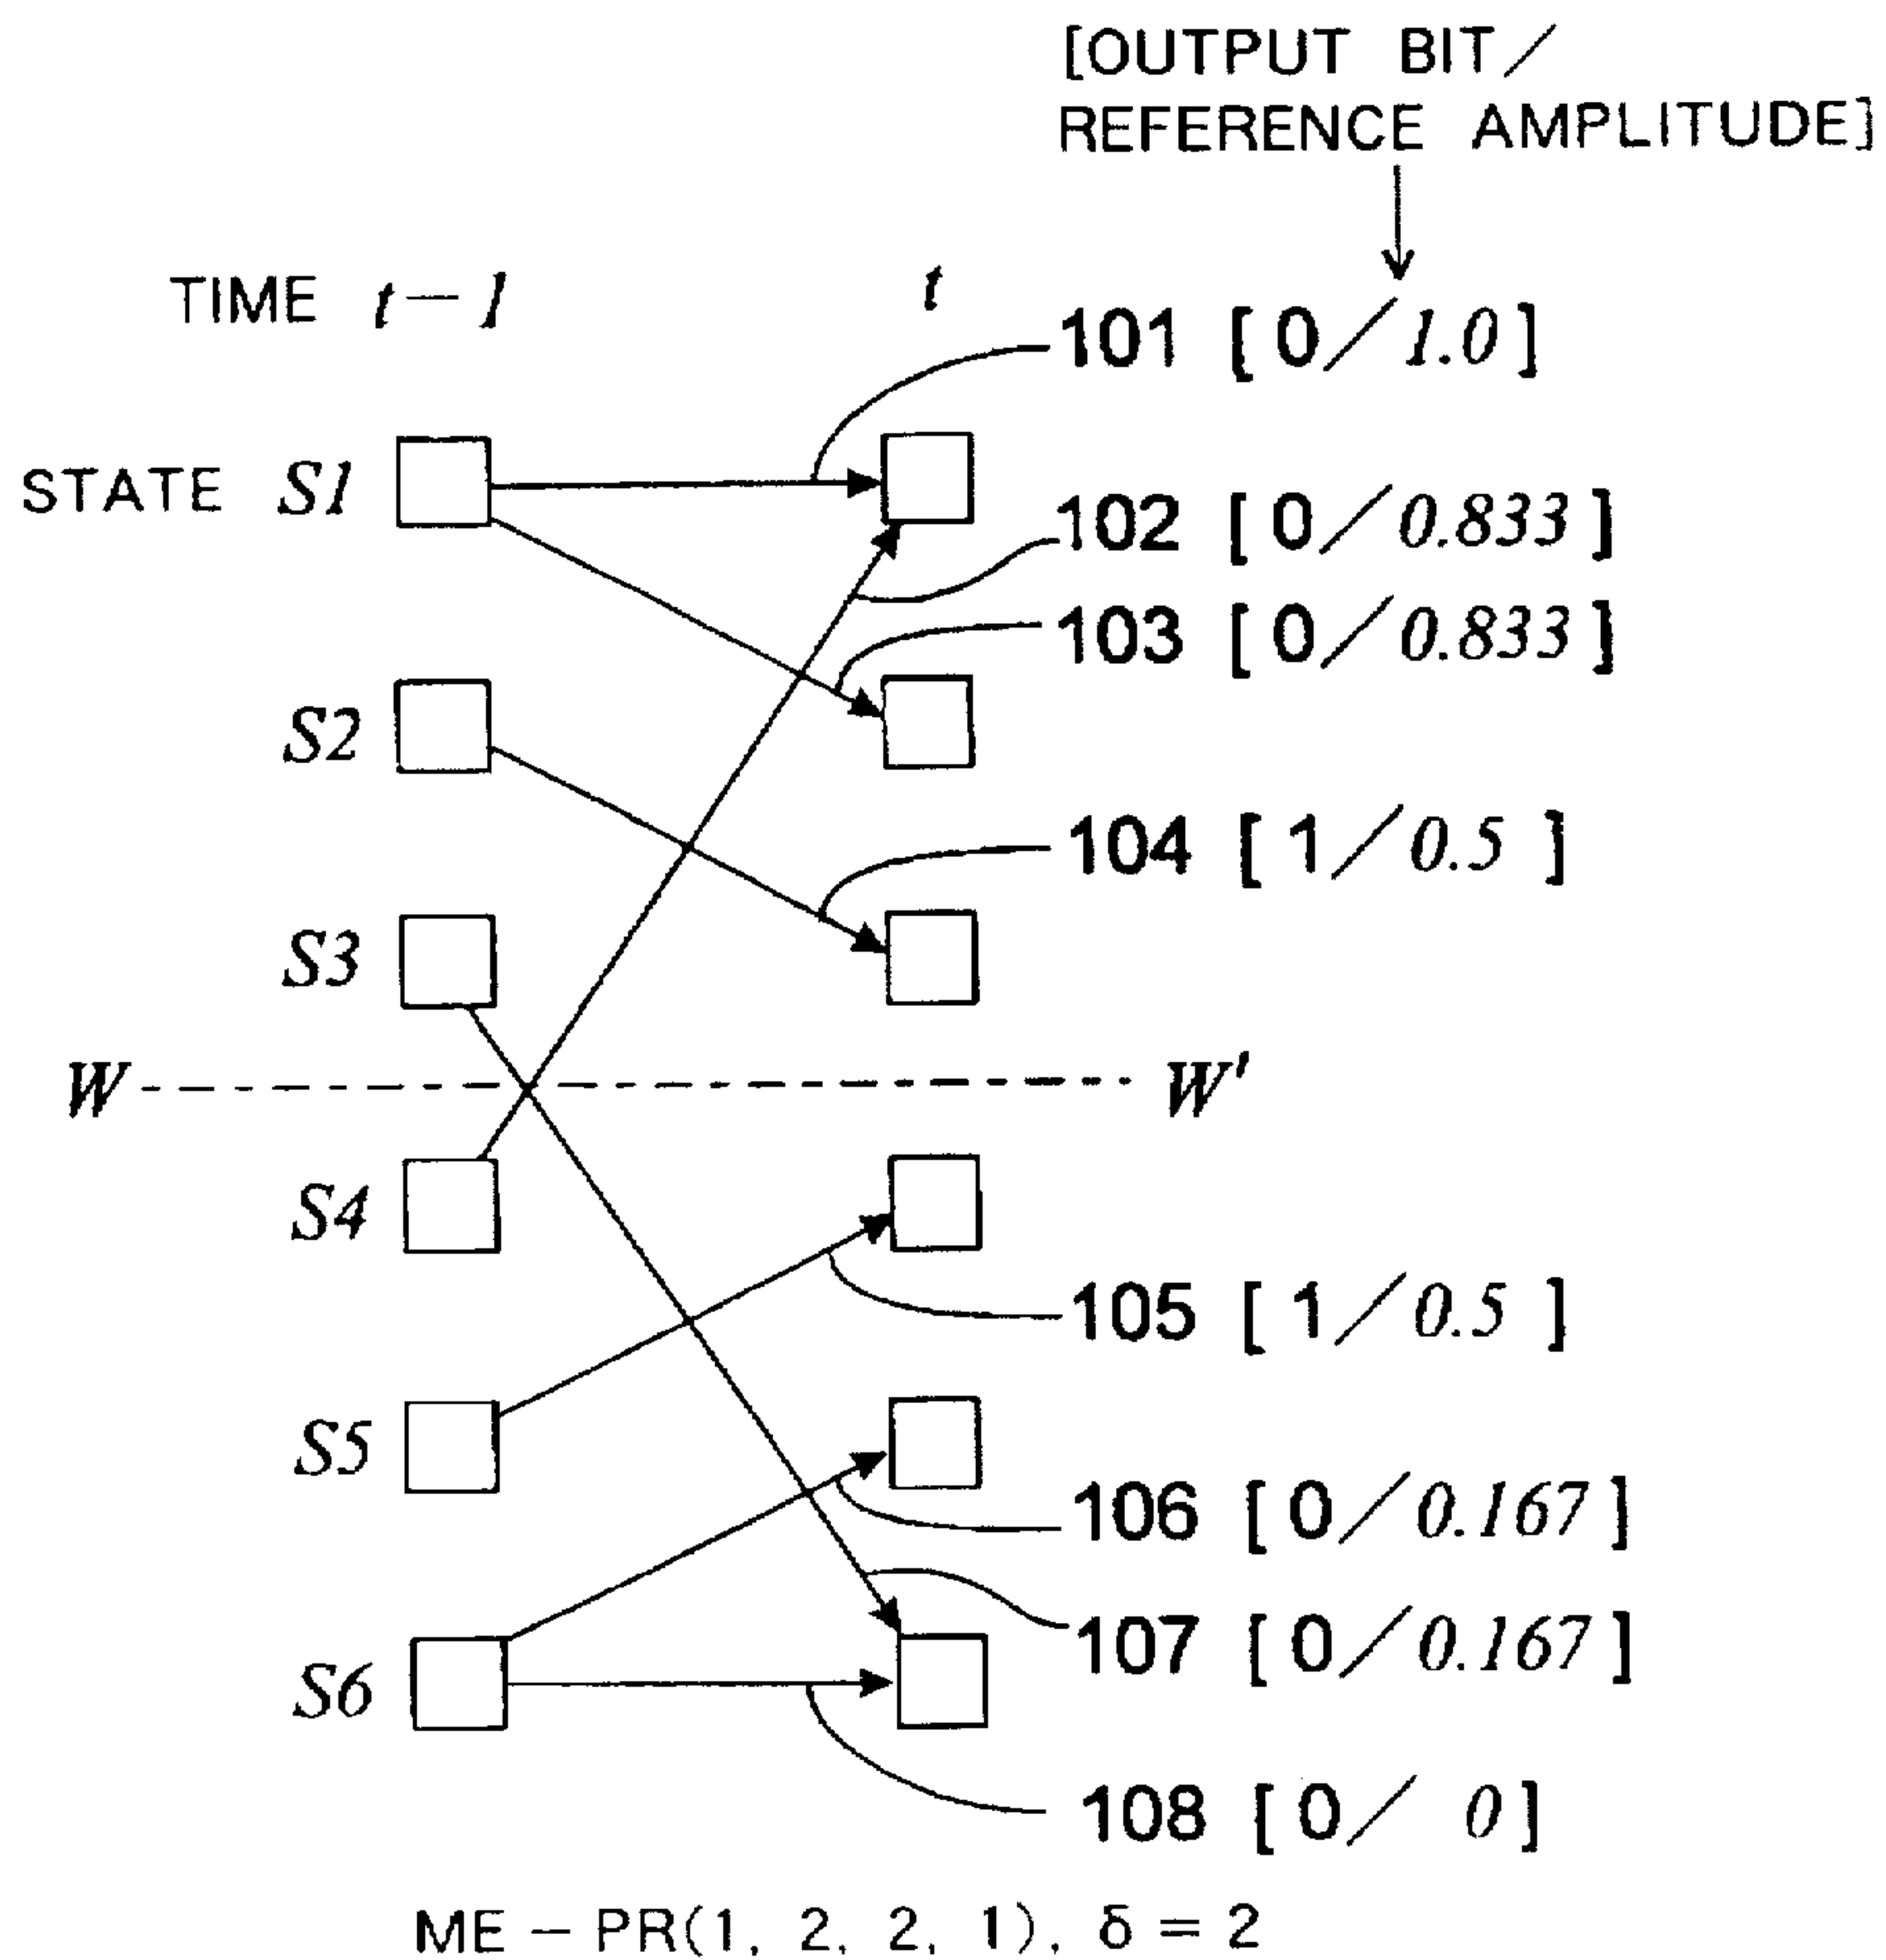 [OUTPUT BIT/
REFERENCE AMPLITUDE]
TIME t-1
t
101 [0/1.0]
STATE S1
102 [0/0.833]
103 [0/0.833]
S2
104 [1/0.5]
S3
W
W'
S4
105 [1/0.5]
S5
106 [0/0.167]
107 [0/0.167]
S6
108 [0/ 0]
ME-PR(1, 2, 2, 1), δ=2